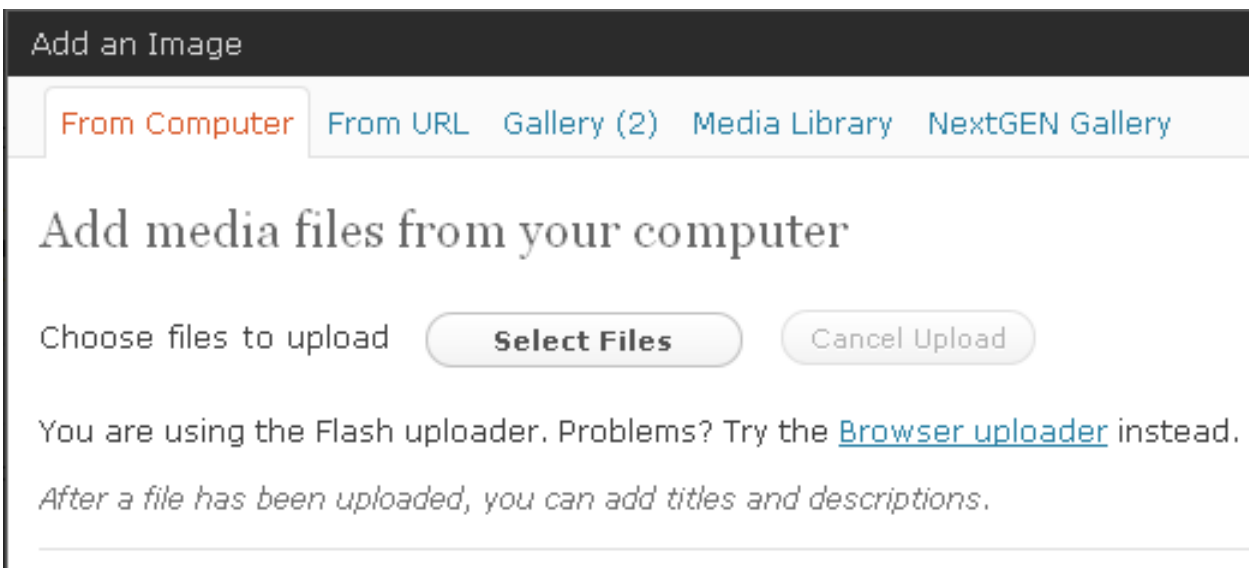 Add an Image
From Computer From URL Gallery (2) Media Library NextGEN Gallery
Add media files from your computer
Choose files to upload Select Files Cancel Upload
You are using the Flash uploader. Problems? Try the Browser uploader instead.
After a file has been uploaded, you can add titles and descriptions.